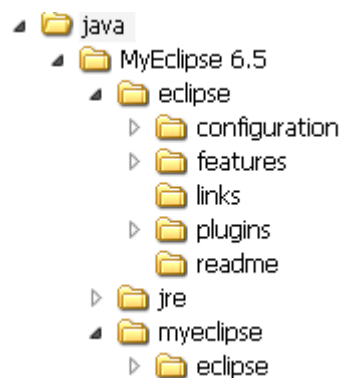 java
MyEclipse 6.5
eclipse
configuration
features
links
plugins
readme
jre
myeclipse
eclipse